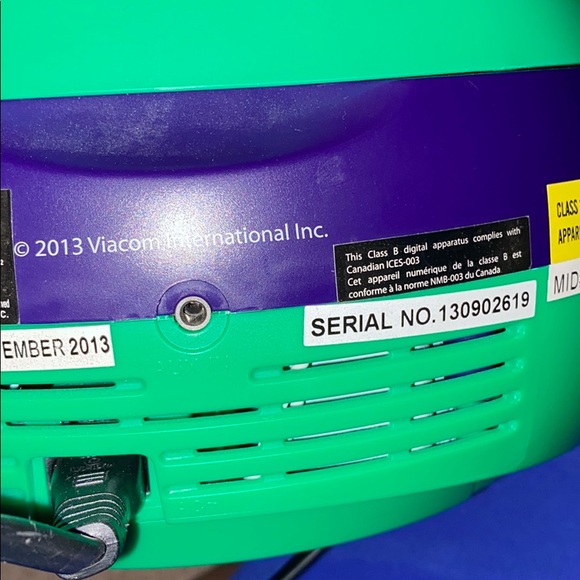 © 2013 Viacom International Inc.
This Class B digital apparatus complies with
Canadian ICES-003
Cet appareil numérique de la classe B est
conforme à la norme NMB-003 du Canada
CLASS
APPAR
MID
SERIAL NO.130902619
EMBER 2013